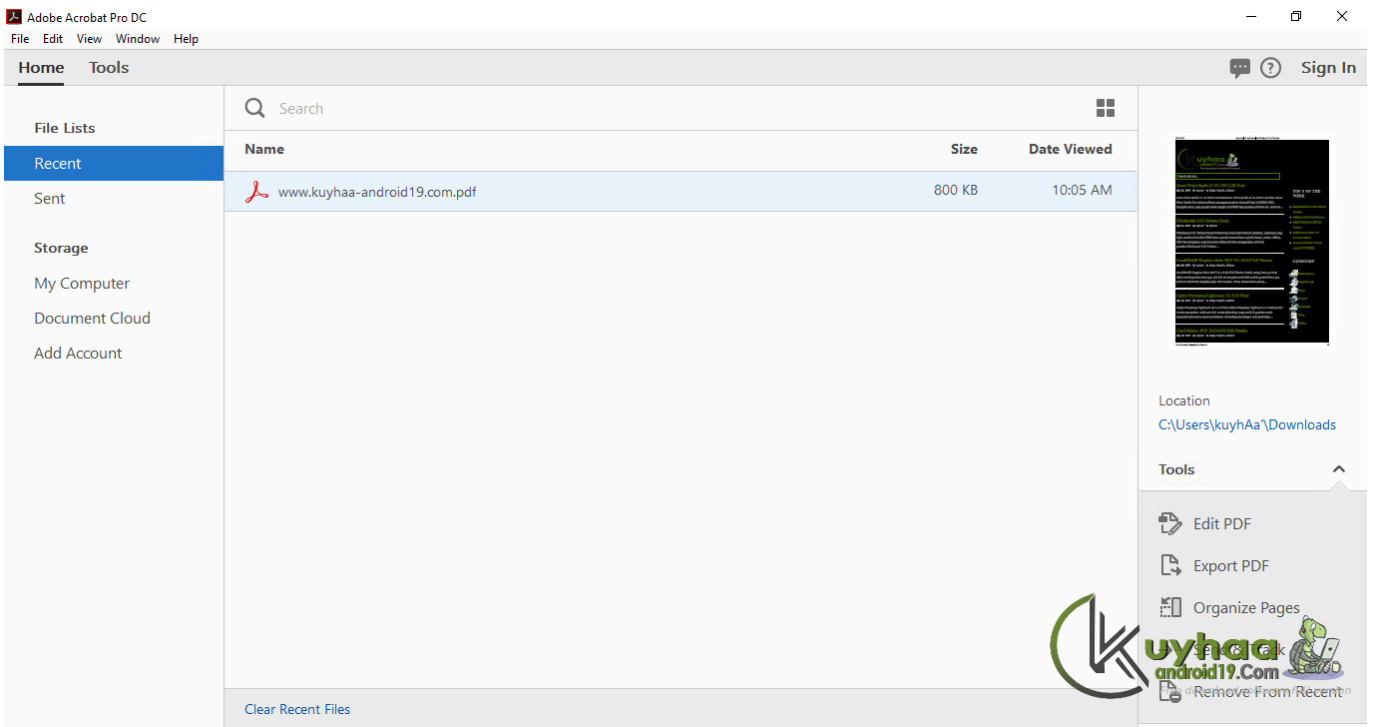 Adobe Acrobat Pro DC
File Edit View Window Help
Home Tools Sign In
File Lists
Recent
Sent
Storage
My Computer
Document Cloud
Add Account
Search
Name Size Date Viewed
www.kuyhaa-android19.com.pdf 800 KB 10:05 AM
Clear Recent Files
Location
C:\Users\kuyhAa'\Downloads
Tools
Edit PDF
Export PDF
Organize Pages
Send & Track
Remove From Recent
Kuyhaa
android19.Com